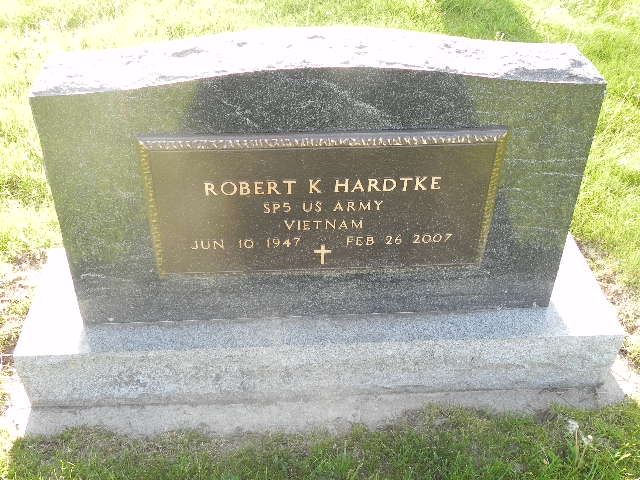 ROBERT K HARDTKE
SP5 US ARMY
VIETNAM
JUN 10 1947 FEB 26 2007